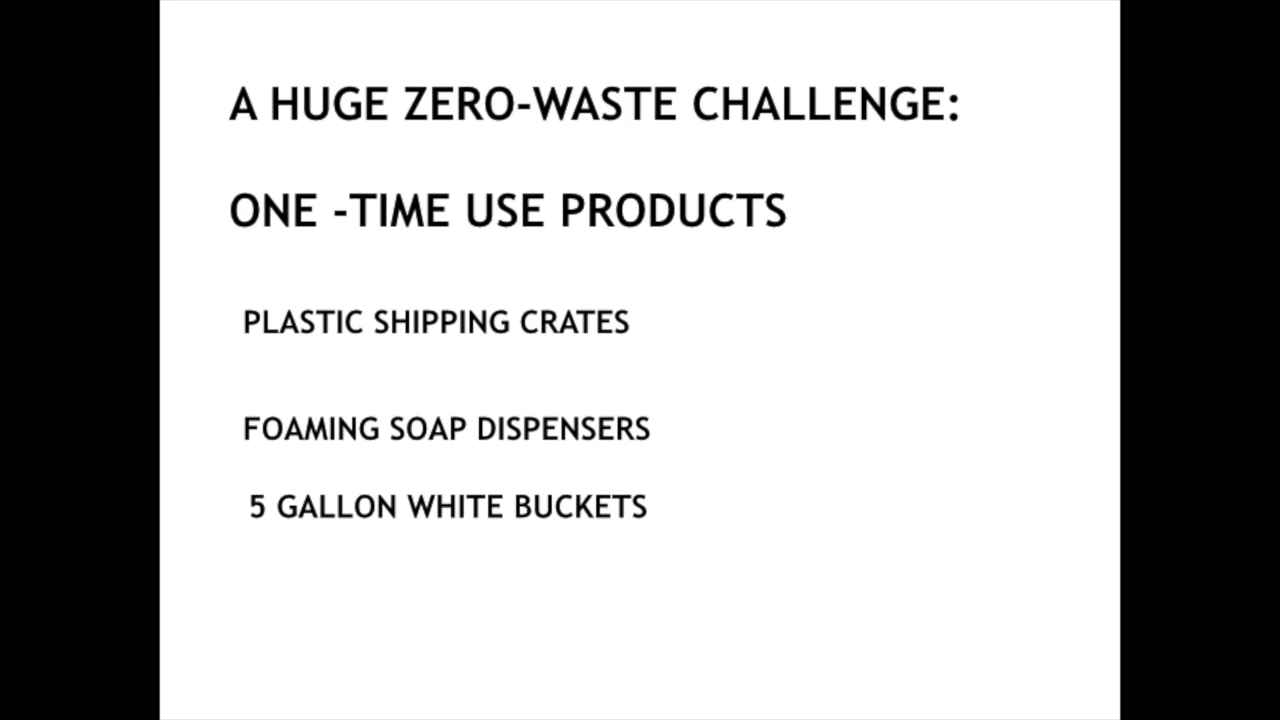 A HUGE ZERO-WASTE CHALLENGE:
ONE -TIME USE PRODUCTS
PLASTIC SHIPPING CRATES
FOAMING SOAP DISPENSERS
5 GALLON WHITE BUCKETS